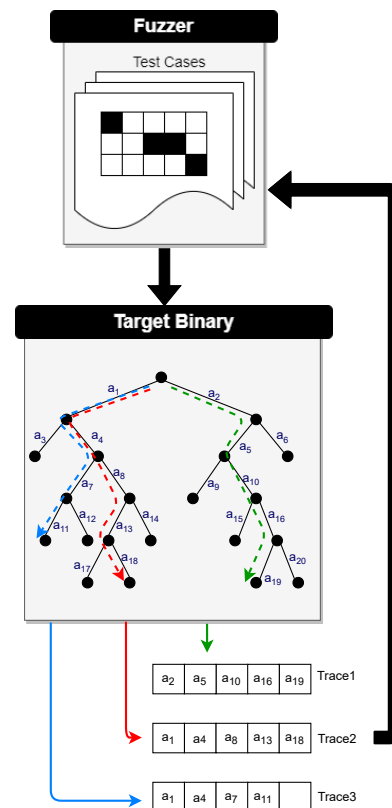 Fuzzer
Test Cases
Target Binary
a1
a2
a3
a4
a5
a6
a7
a8
a9
a10
a11
a12
a13
a14
a15
a16
a17
a18
a19
a20
a2 a5 a10 a16 a19 Trace1
a1 a4 a8 a13 a18 Trace2
a1 a4 a7 a11 Trace3